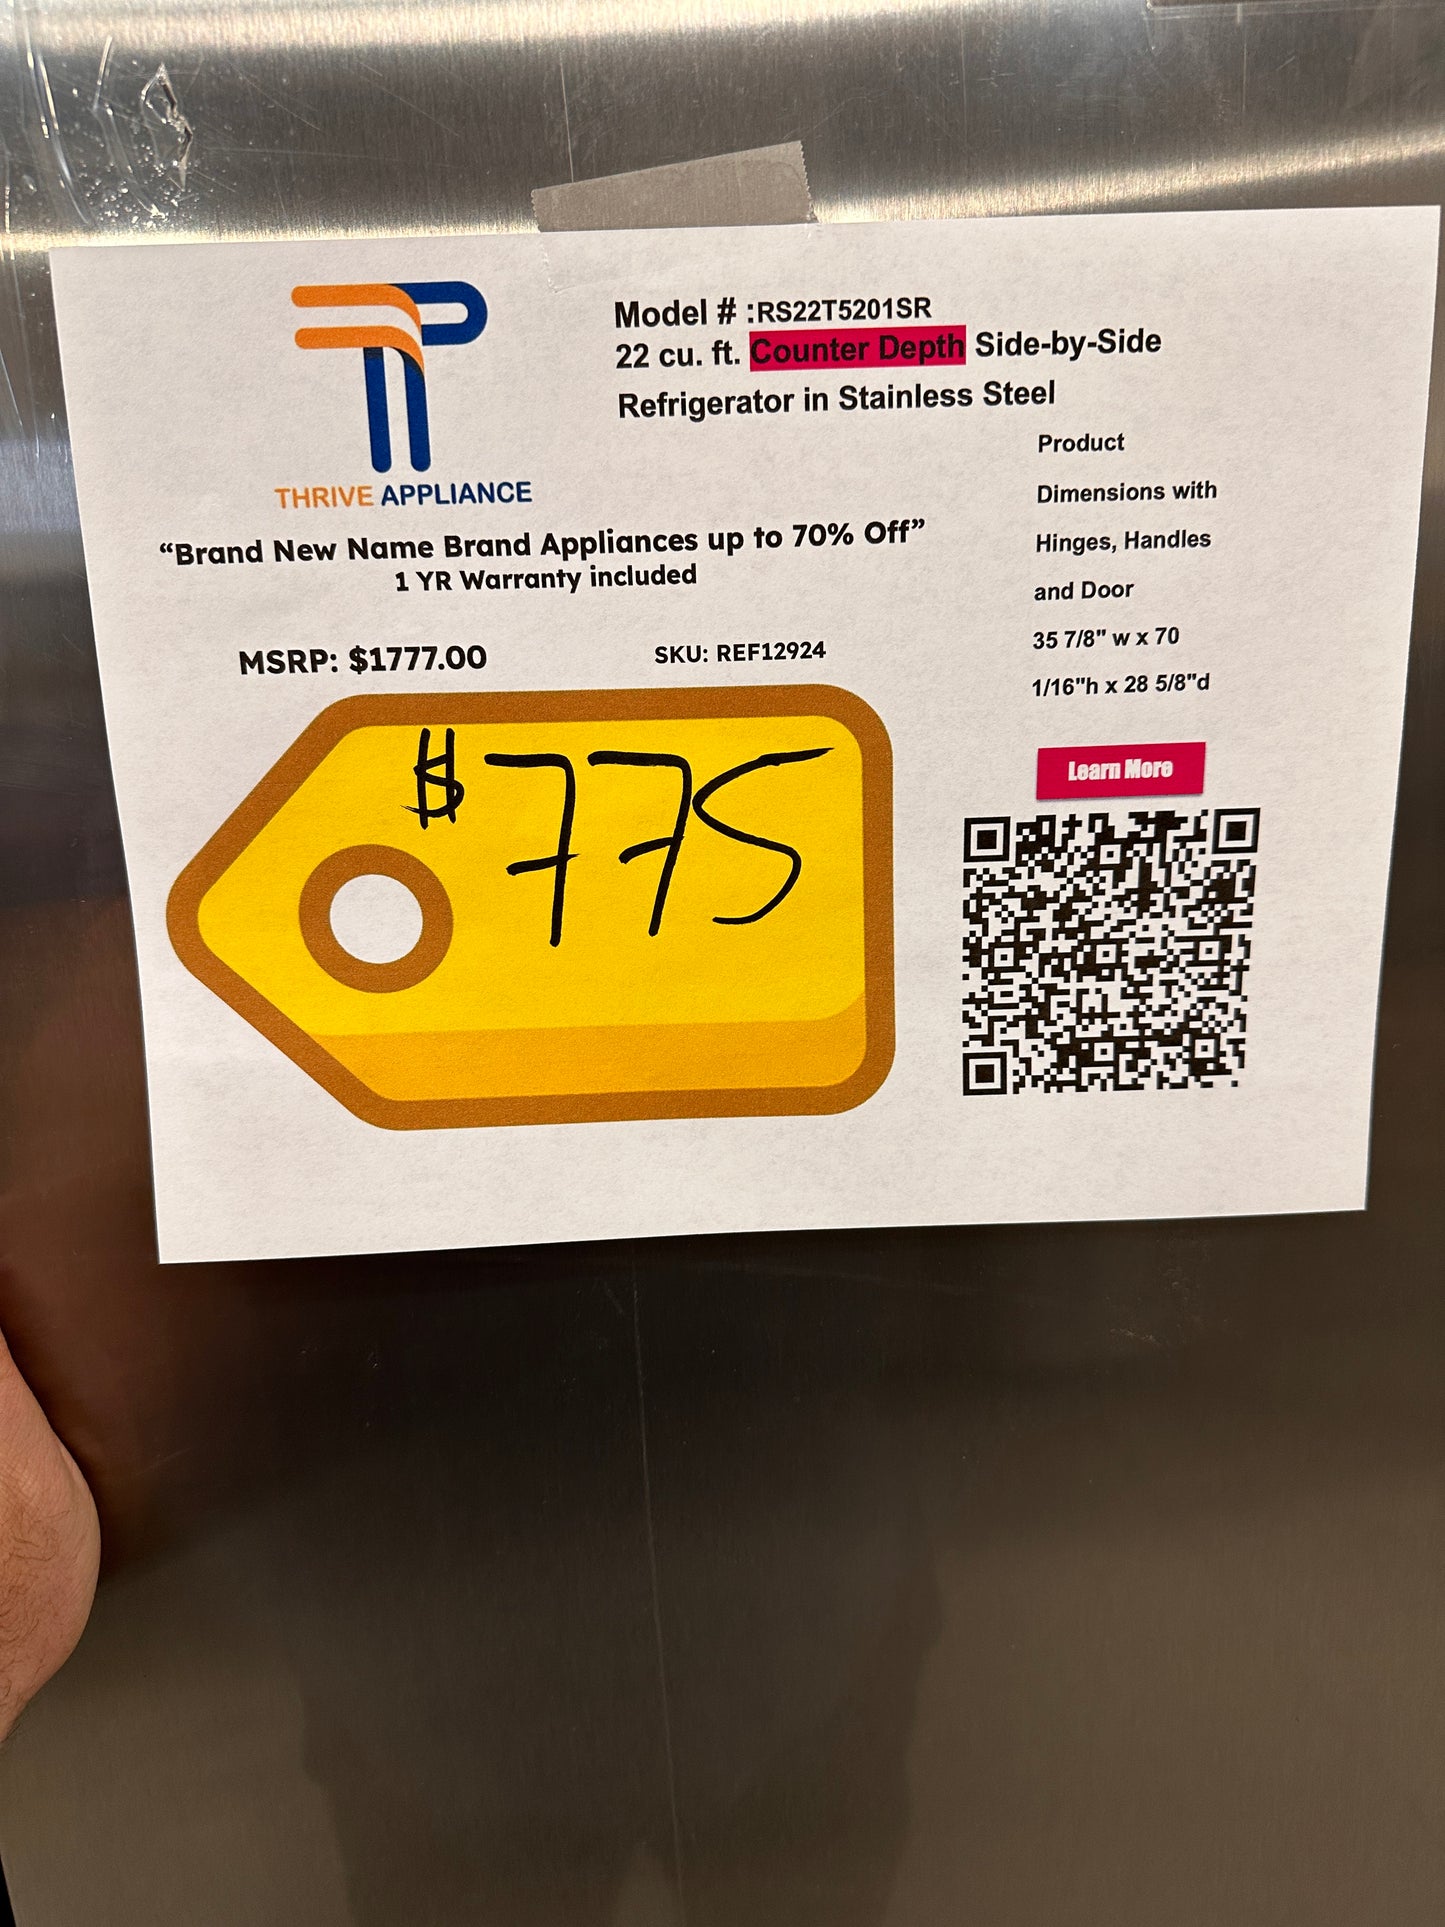 Model # :RS22T5201SR
22 cu. ft. Counter Depth Side-by-Side
Refrigerator in Stainless Steel
THRIVE APPLIANCE
“Brand New Name Brand Appliances up to 70% Off”
1 YR Warranty included
MSRP: $1777.00
SKU: REF12924
$775
Product
Dimensions with
Hinges, Handles
and Door
35 7/8" w x 70
1/16"h x 28 5/8"d
Learn More